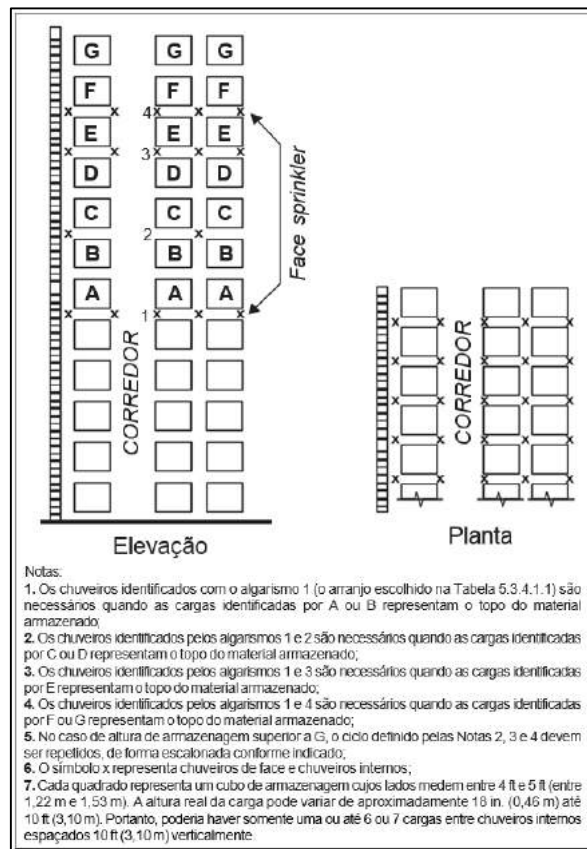 G G G
F F F
4
E E E
3
D D D
C C C
2
B B B
A A A
1
Face sprinkler
CORREDOR
CORREDOR
Elevação
Planta
Notas:
1. Os chuveiros identificados com o algarismo 1 (o arranjo escolhido na Tabela 5.3.4.1.1) são
necessários quando as cargas identificadas por A ou B representam o topo do material
armazenado;
2. Os chuveiros identificados pelos algarismos 1 e 2 são necessários quando as cargas identificadas
por C ou D representam o topo do material armazenado;
3. Os chuveiros identificados pelos algarismos 1 e 3 são necessários quando as cargas identificadas
por E representam o topo do material armazenado;
4. Os chuveiros identificados pelos algarismos 1 e 4 são necessários quando as cargas identificadas
por F ou G representam o topo do material armazenado;
5. No caso de altura de armazenagem superior a G, o ciclo definido pelas Notas 2, 3 e 4 devem
ser repetidos, de forma escalonada conforme indicado;
6. O símbolo x representa chuveiros de face e chuveiros internos;
7. Cada quadrado representa um cubo de armazenagem cujos lados medem entre 4 ft e 5 ft (entre
1,22 m e 1,53 m). A altura real da carga pode variar de aproximadamente 18 in. (0,46 m) até
10 ft (3,10 m). Portanto, poderia haver somente uma ou até 6 ou 7 cargas entre chuveiros internos
espaçados 10 ft (3,10 m) verticalmente.